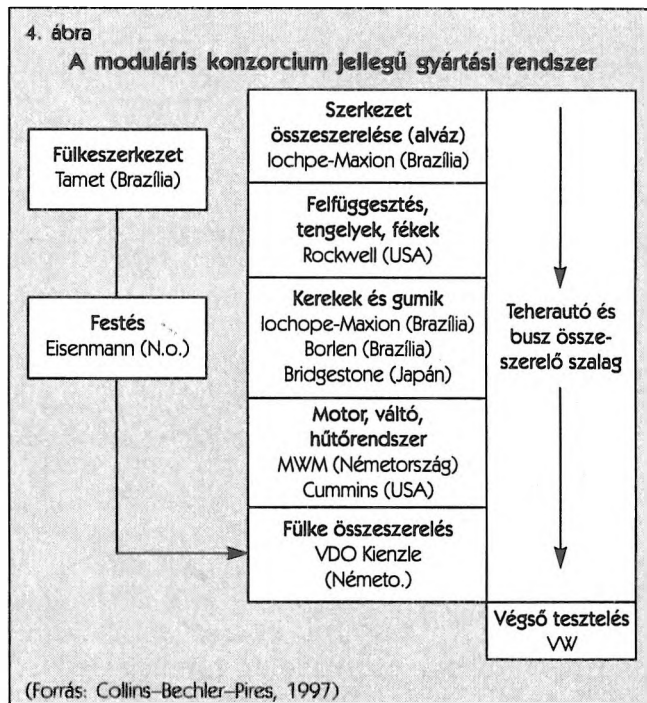 4. ábra
A moduláris konzorcium jellegű gyártási rendszer
Fülkeszerkezet
Tamet (Brazília)
Festés
Eisenmann (N.o.)
Szerkezet
összeszerelése (alváz)
Iochpe-Maxion (Brazília)
Felfüggesztés,
tengelyek, fékek
Rockwell (USA)
Kerekek és gumik
Iochope-Maxion (Brazília)
Borlen (Brazília)
Bridgestone (Japán)
Motor, váltó,
hűtőrendszer
MWM (Németország)
Cummins (USA)
Fülke összeszerelés
VDO Kienzle
(Németo.)
Teherautó és
busz össze-
szerelő szalag
Végső tesztelés
VW
(Forrás: Collins–Bechler–Pires, 1997)